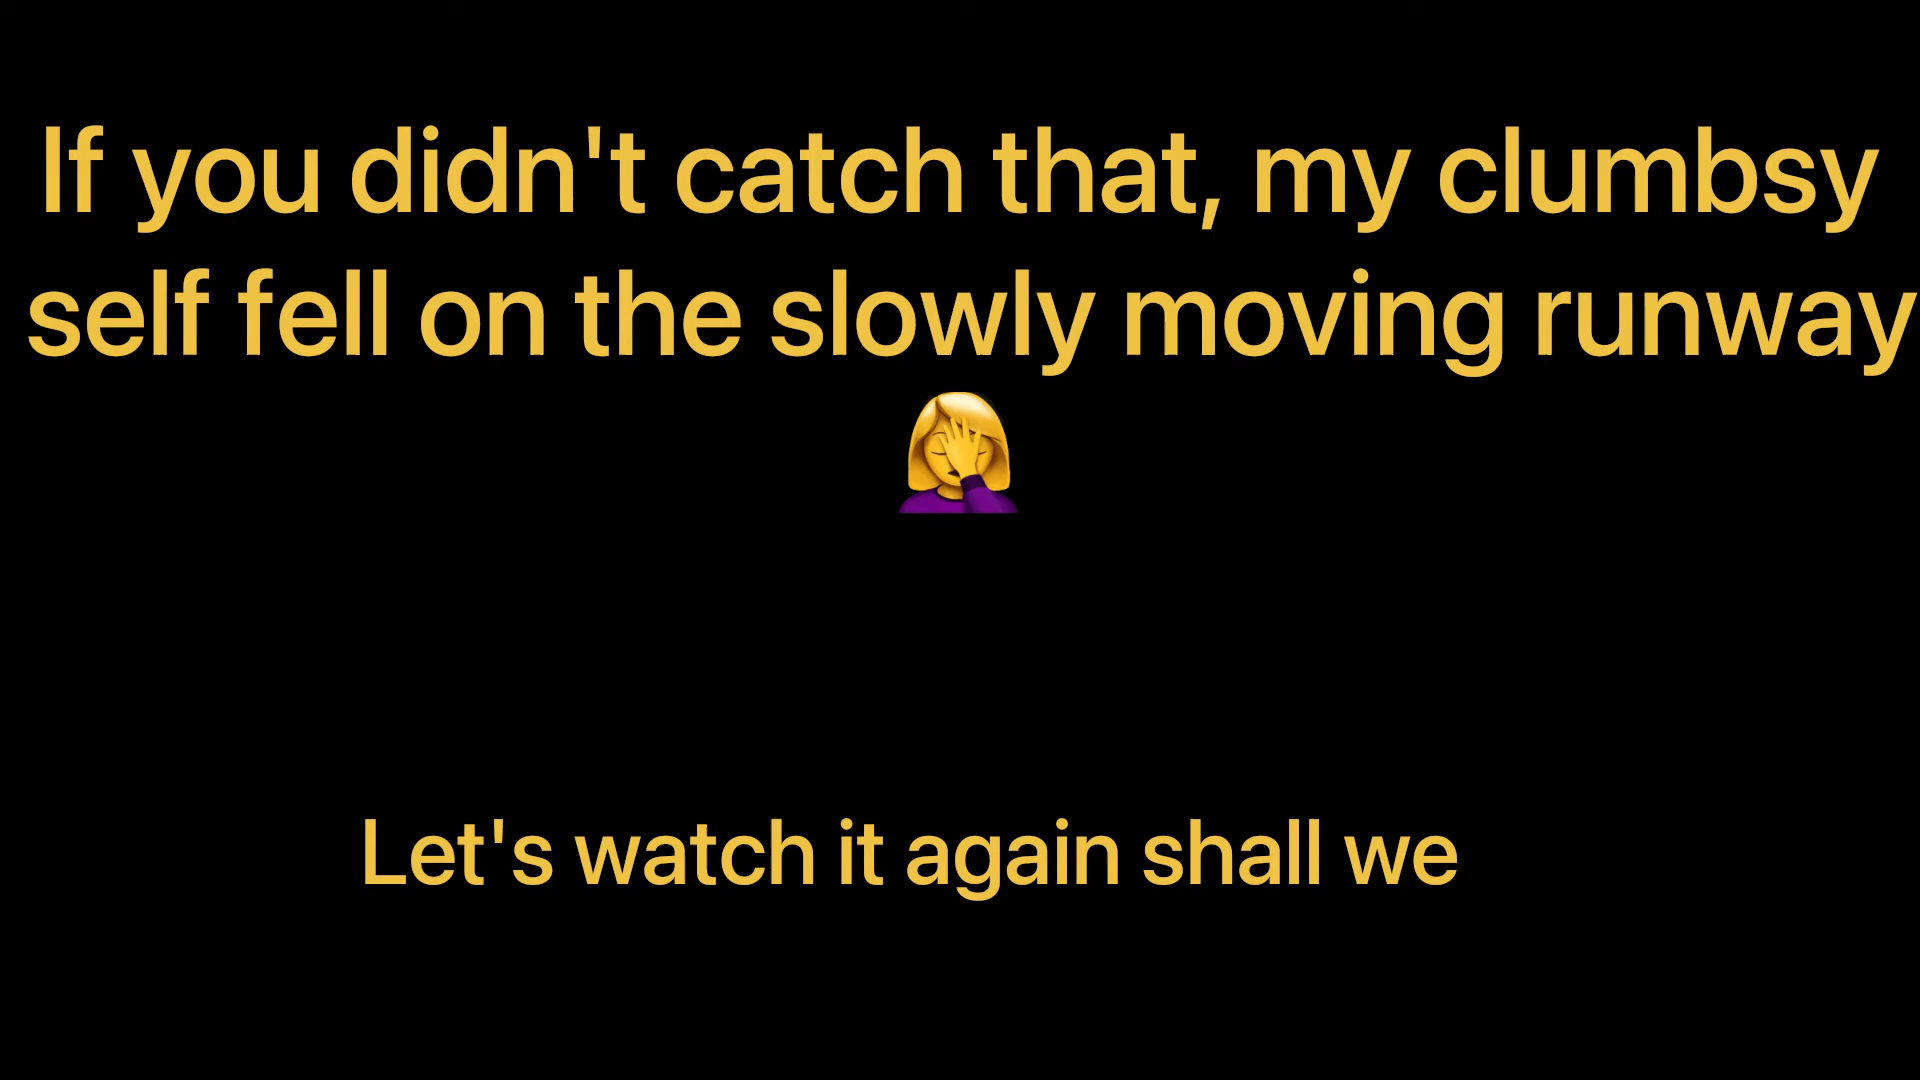 If you didn't catch that, my clumbsy
self fell on the slowly moving runway
🤦‍♀️
Let's watch it again shall we